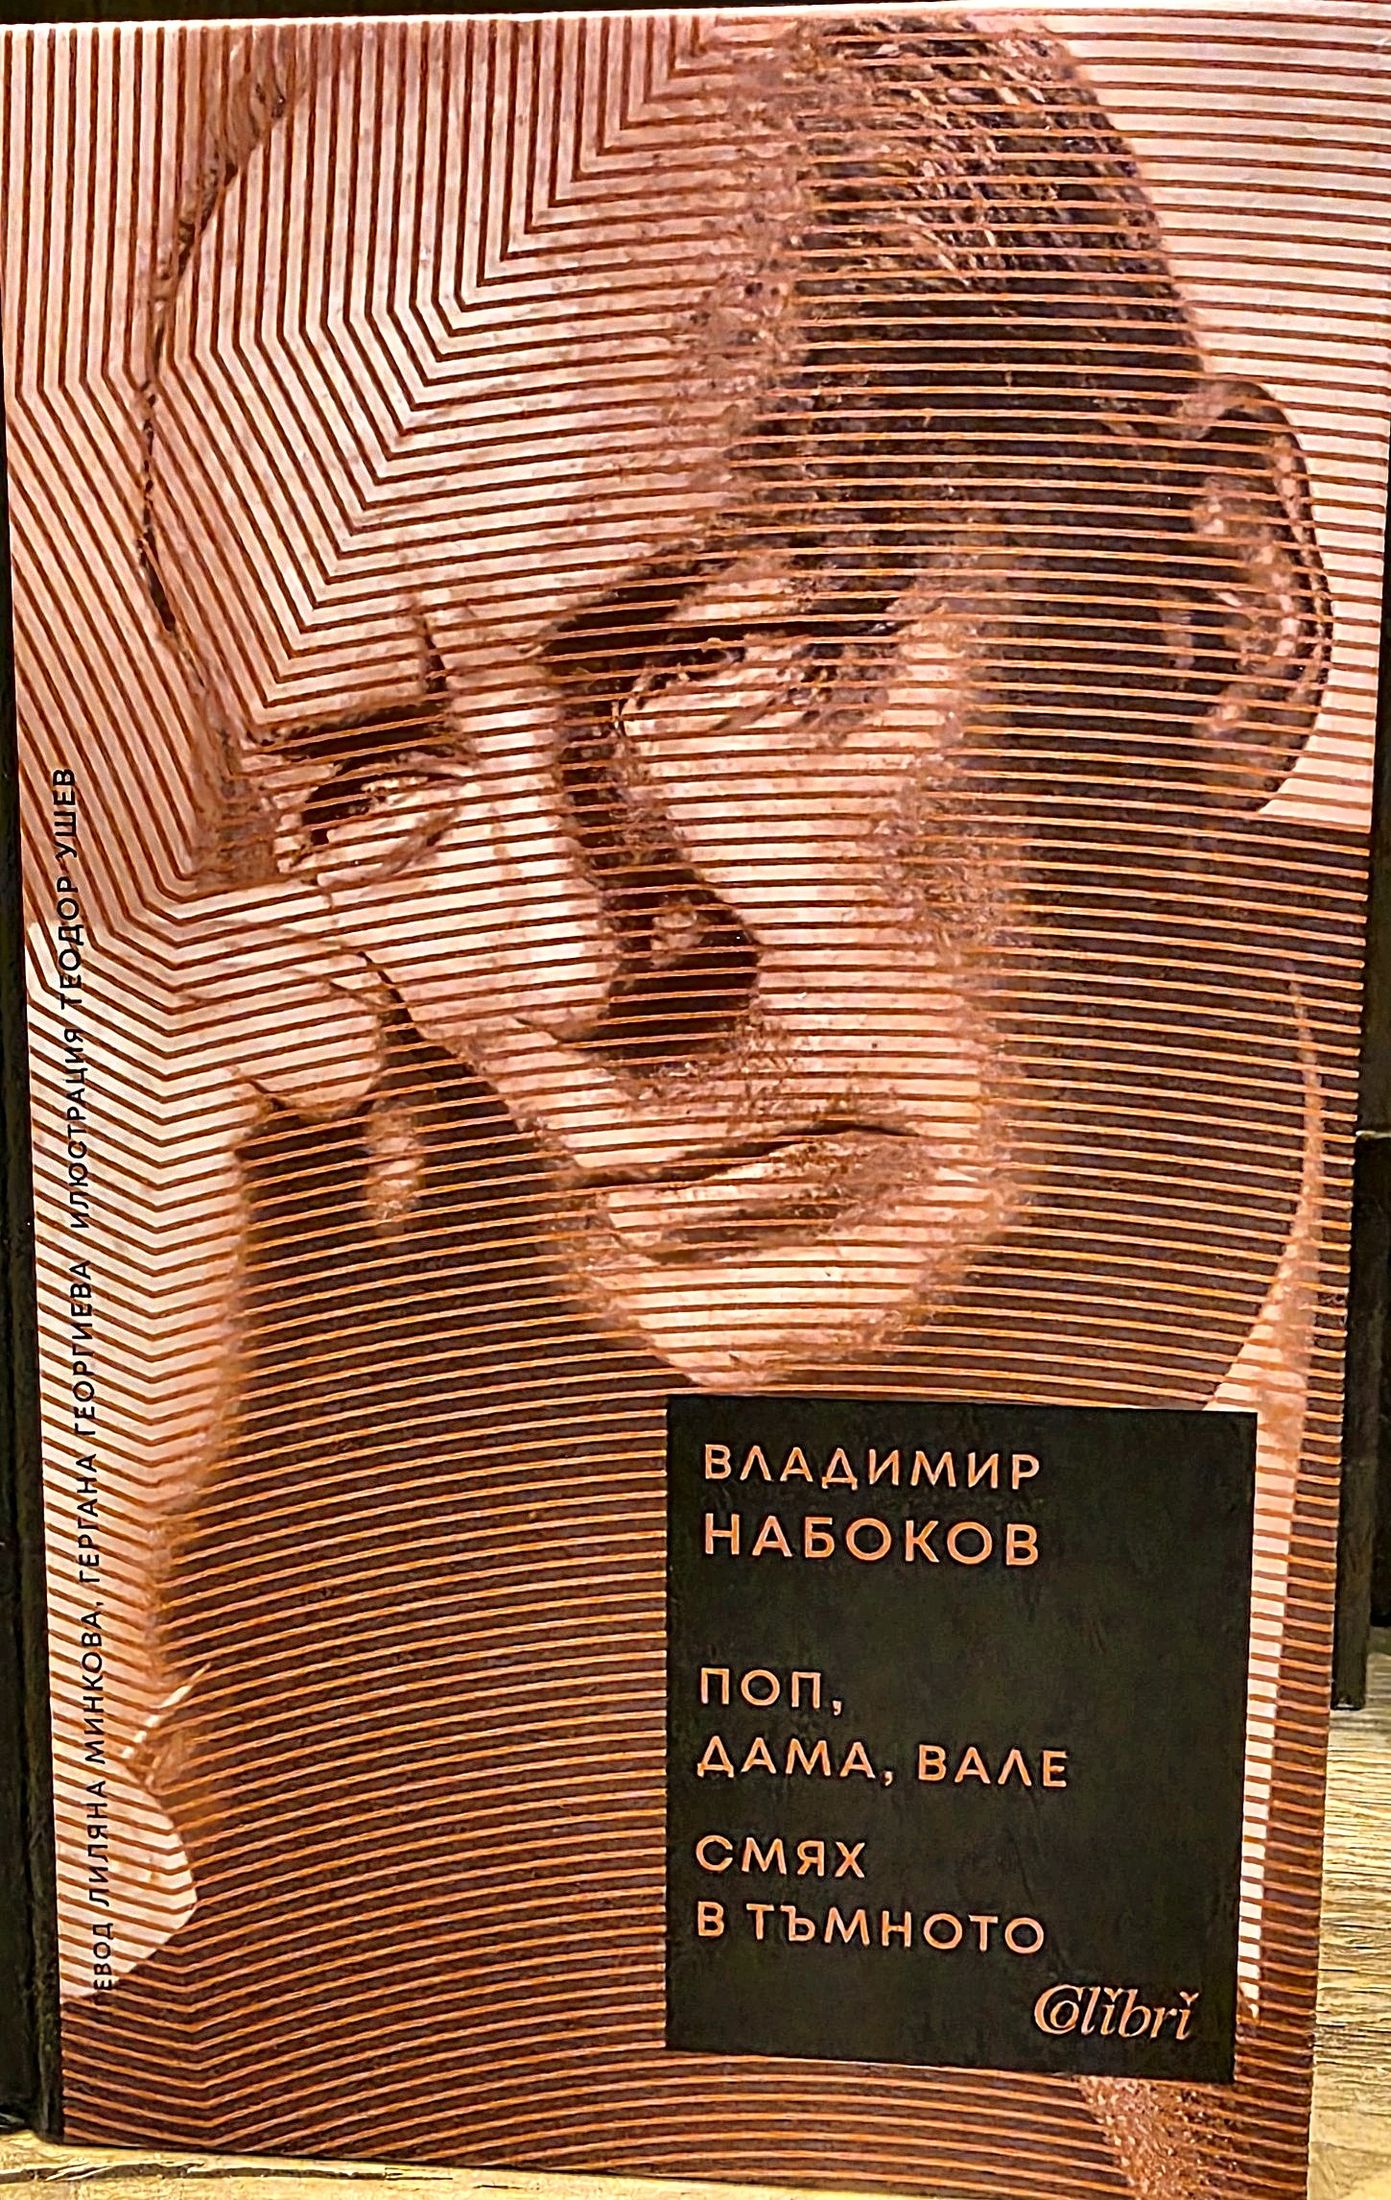 ВЛАДИМИР
НАБОКОВ
ПОП,
ДАМА, ВАЛЕ
СМЯХ
В ТЪМНОТО
Colibri
ЛИЛЯНА МИНКОВА, ГЕРГАНА ГЕОРГИЕВА ИЛЮСТРАЦИЯ ТЕОДОР УШЕВ